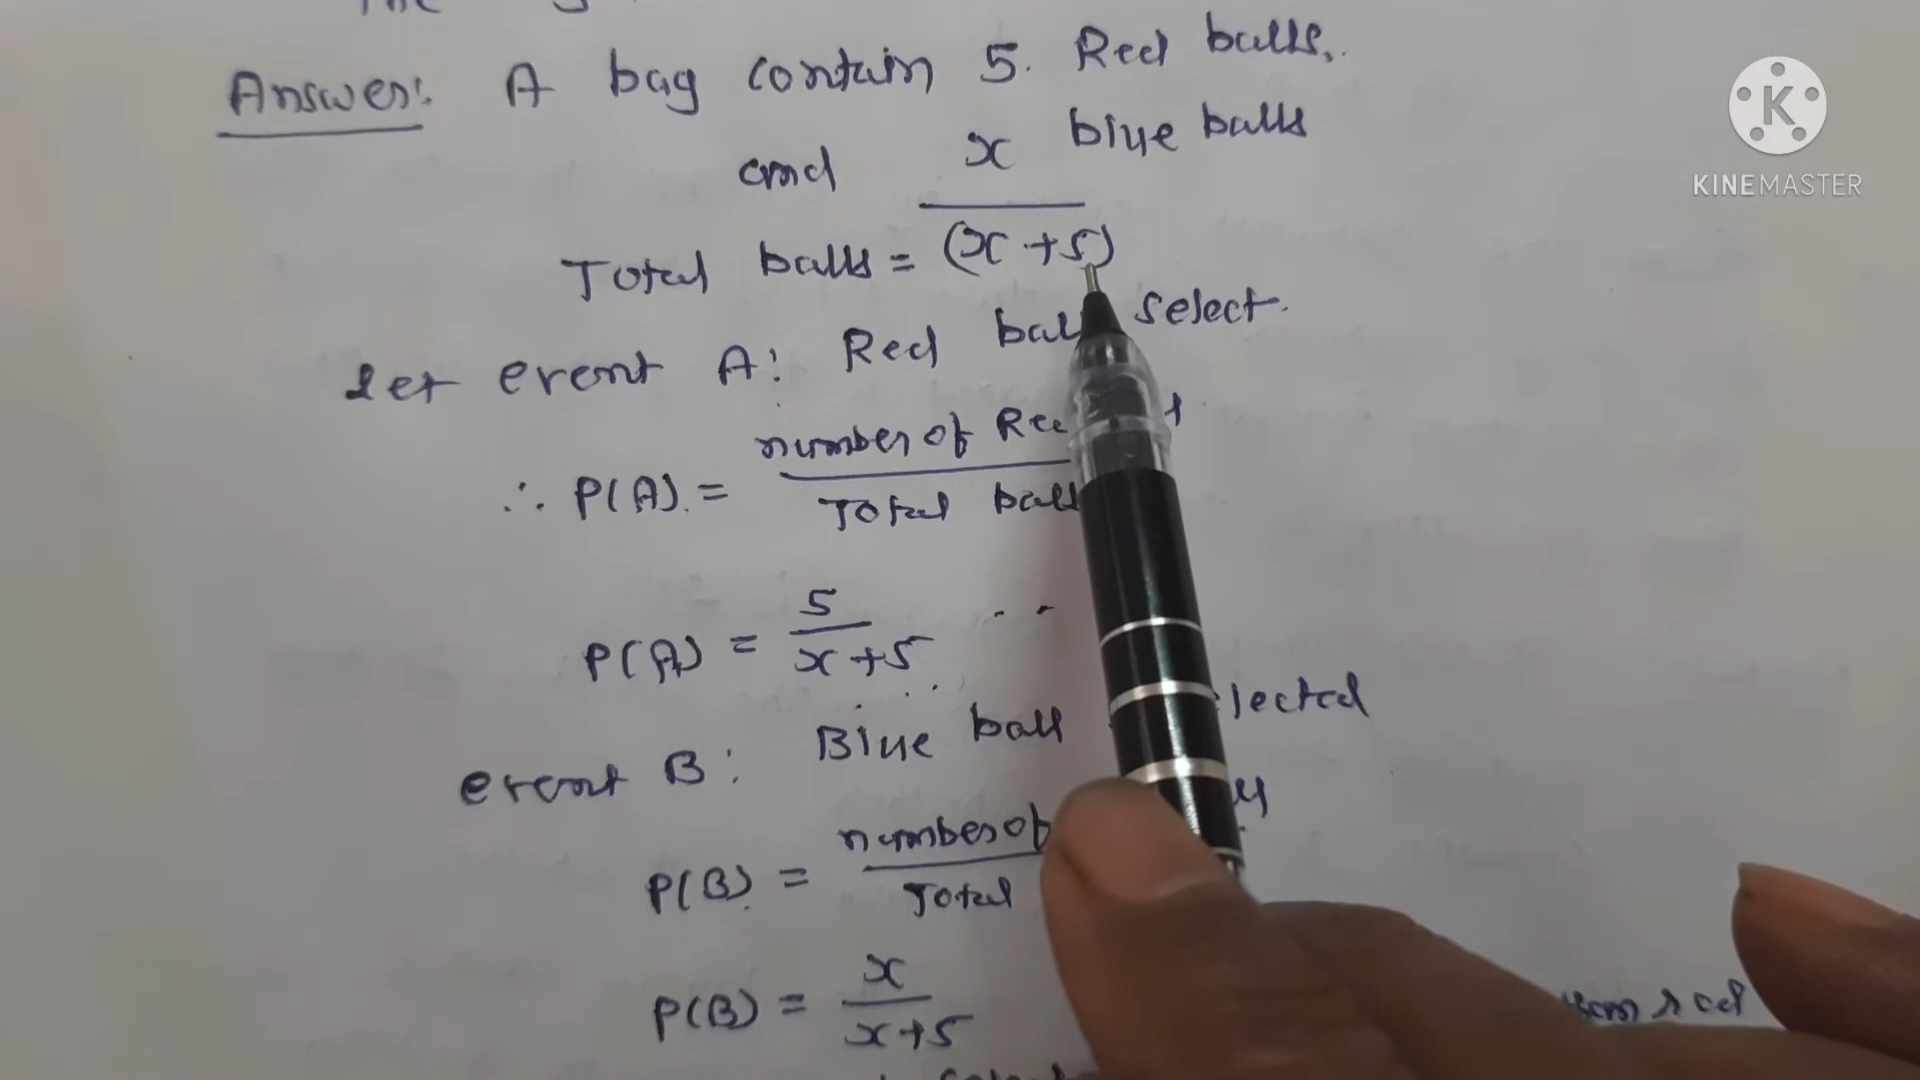 Answer: A bag contain 5 Red balls,
and x blue balls
Total balls = (x+5)
Let event A: Red ball select.
∴ P(A) = number of
Total ball
P(A) = 5
x+5
event B: Blue ball
P(B) = number of
Total
P(B) = x
x+5
K
KINEMASTER